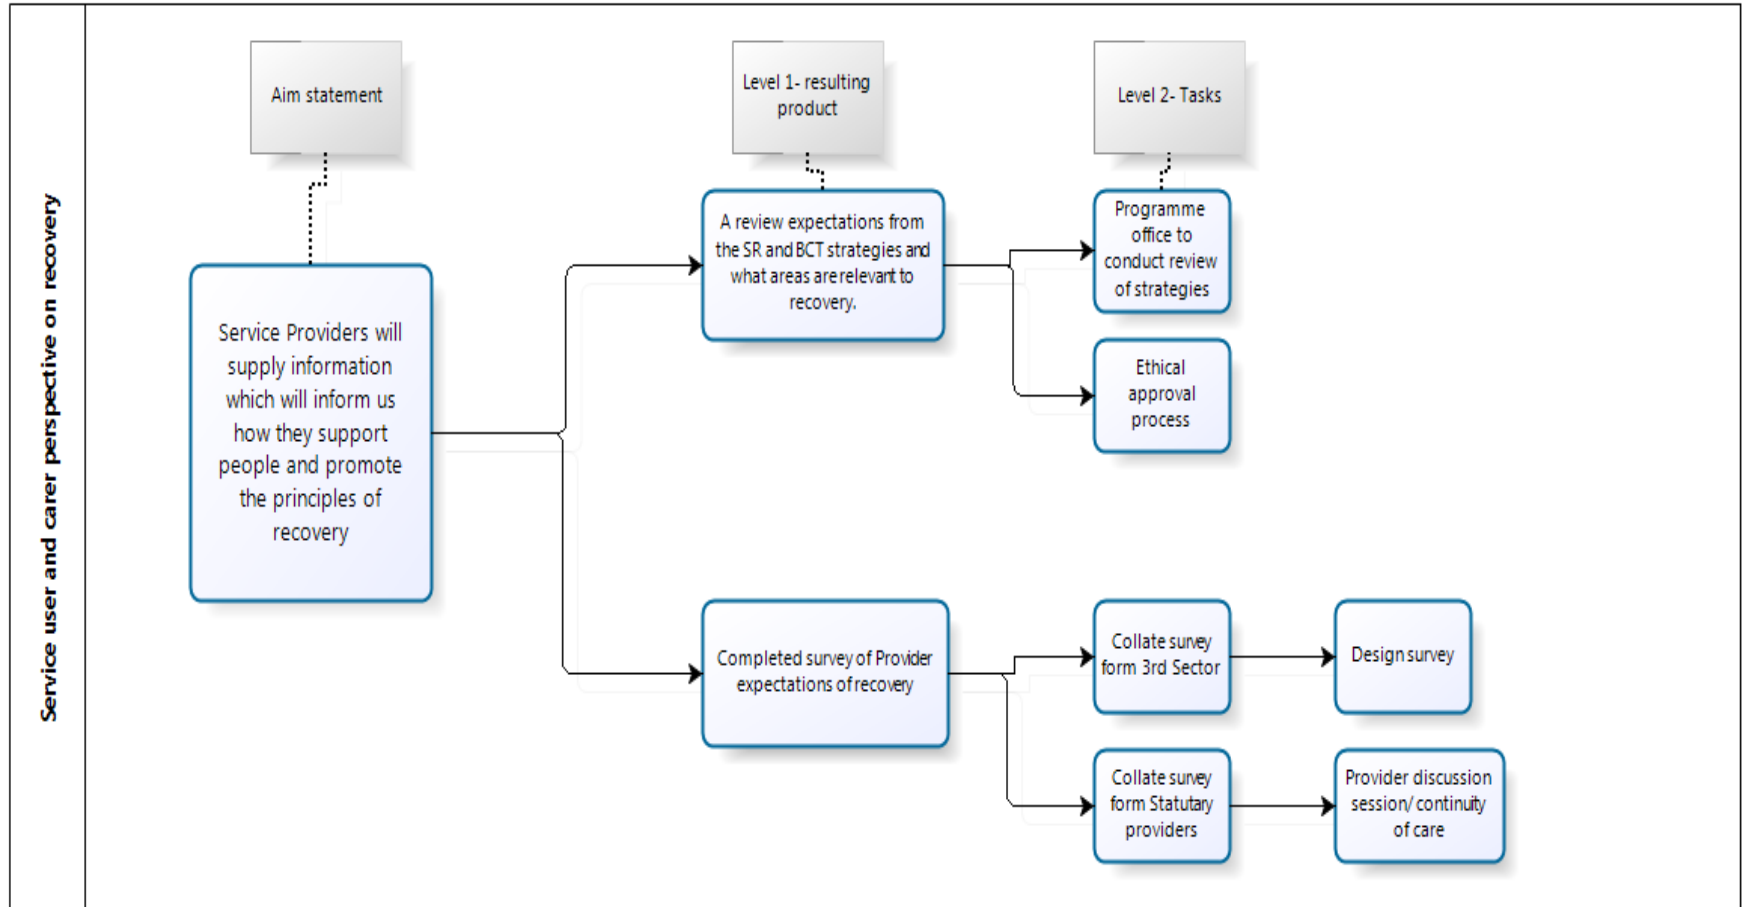 Service user and carer perspective on recovery
Aim statement
Level 1- resulting
product
Level 2- Tasks
Service Providers will
supply information
which will inform us
how they support
people and promote
the principles of
recovery
A review expectations from
the SR and BCT strategies and
what areas are relevant to
recovery.
Programme
office to
conduct review
of strategies
Ethical
approval
process
Completed survey of Provider
expectations of recovery
Collate survey
form 3rd Sector
Design survey
Collate survey
form Statutary
providers
Provider discussion
session/ continuity
of care